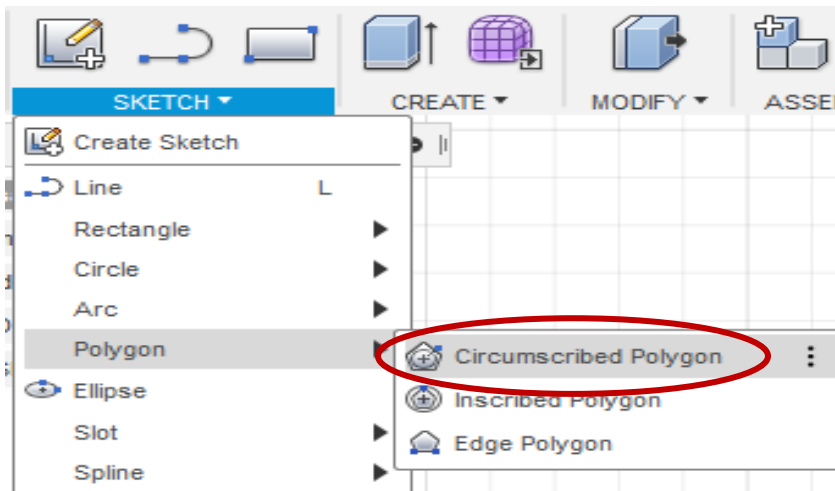 SKETCH
CREATE
MODIFY
Create Sketch
Line L
Rectangle
Circle
Arc
Polygon
Circumscribed Polygon
Inscribed Polygon
Ellipse
Edge Polygon
Slot
Spline